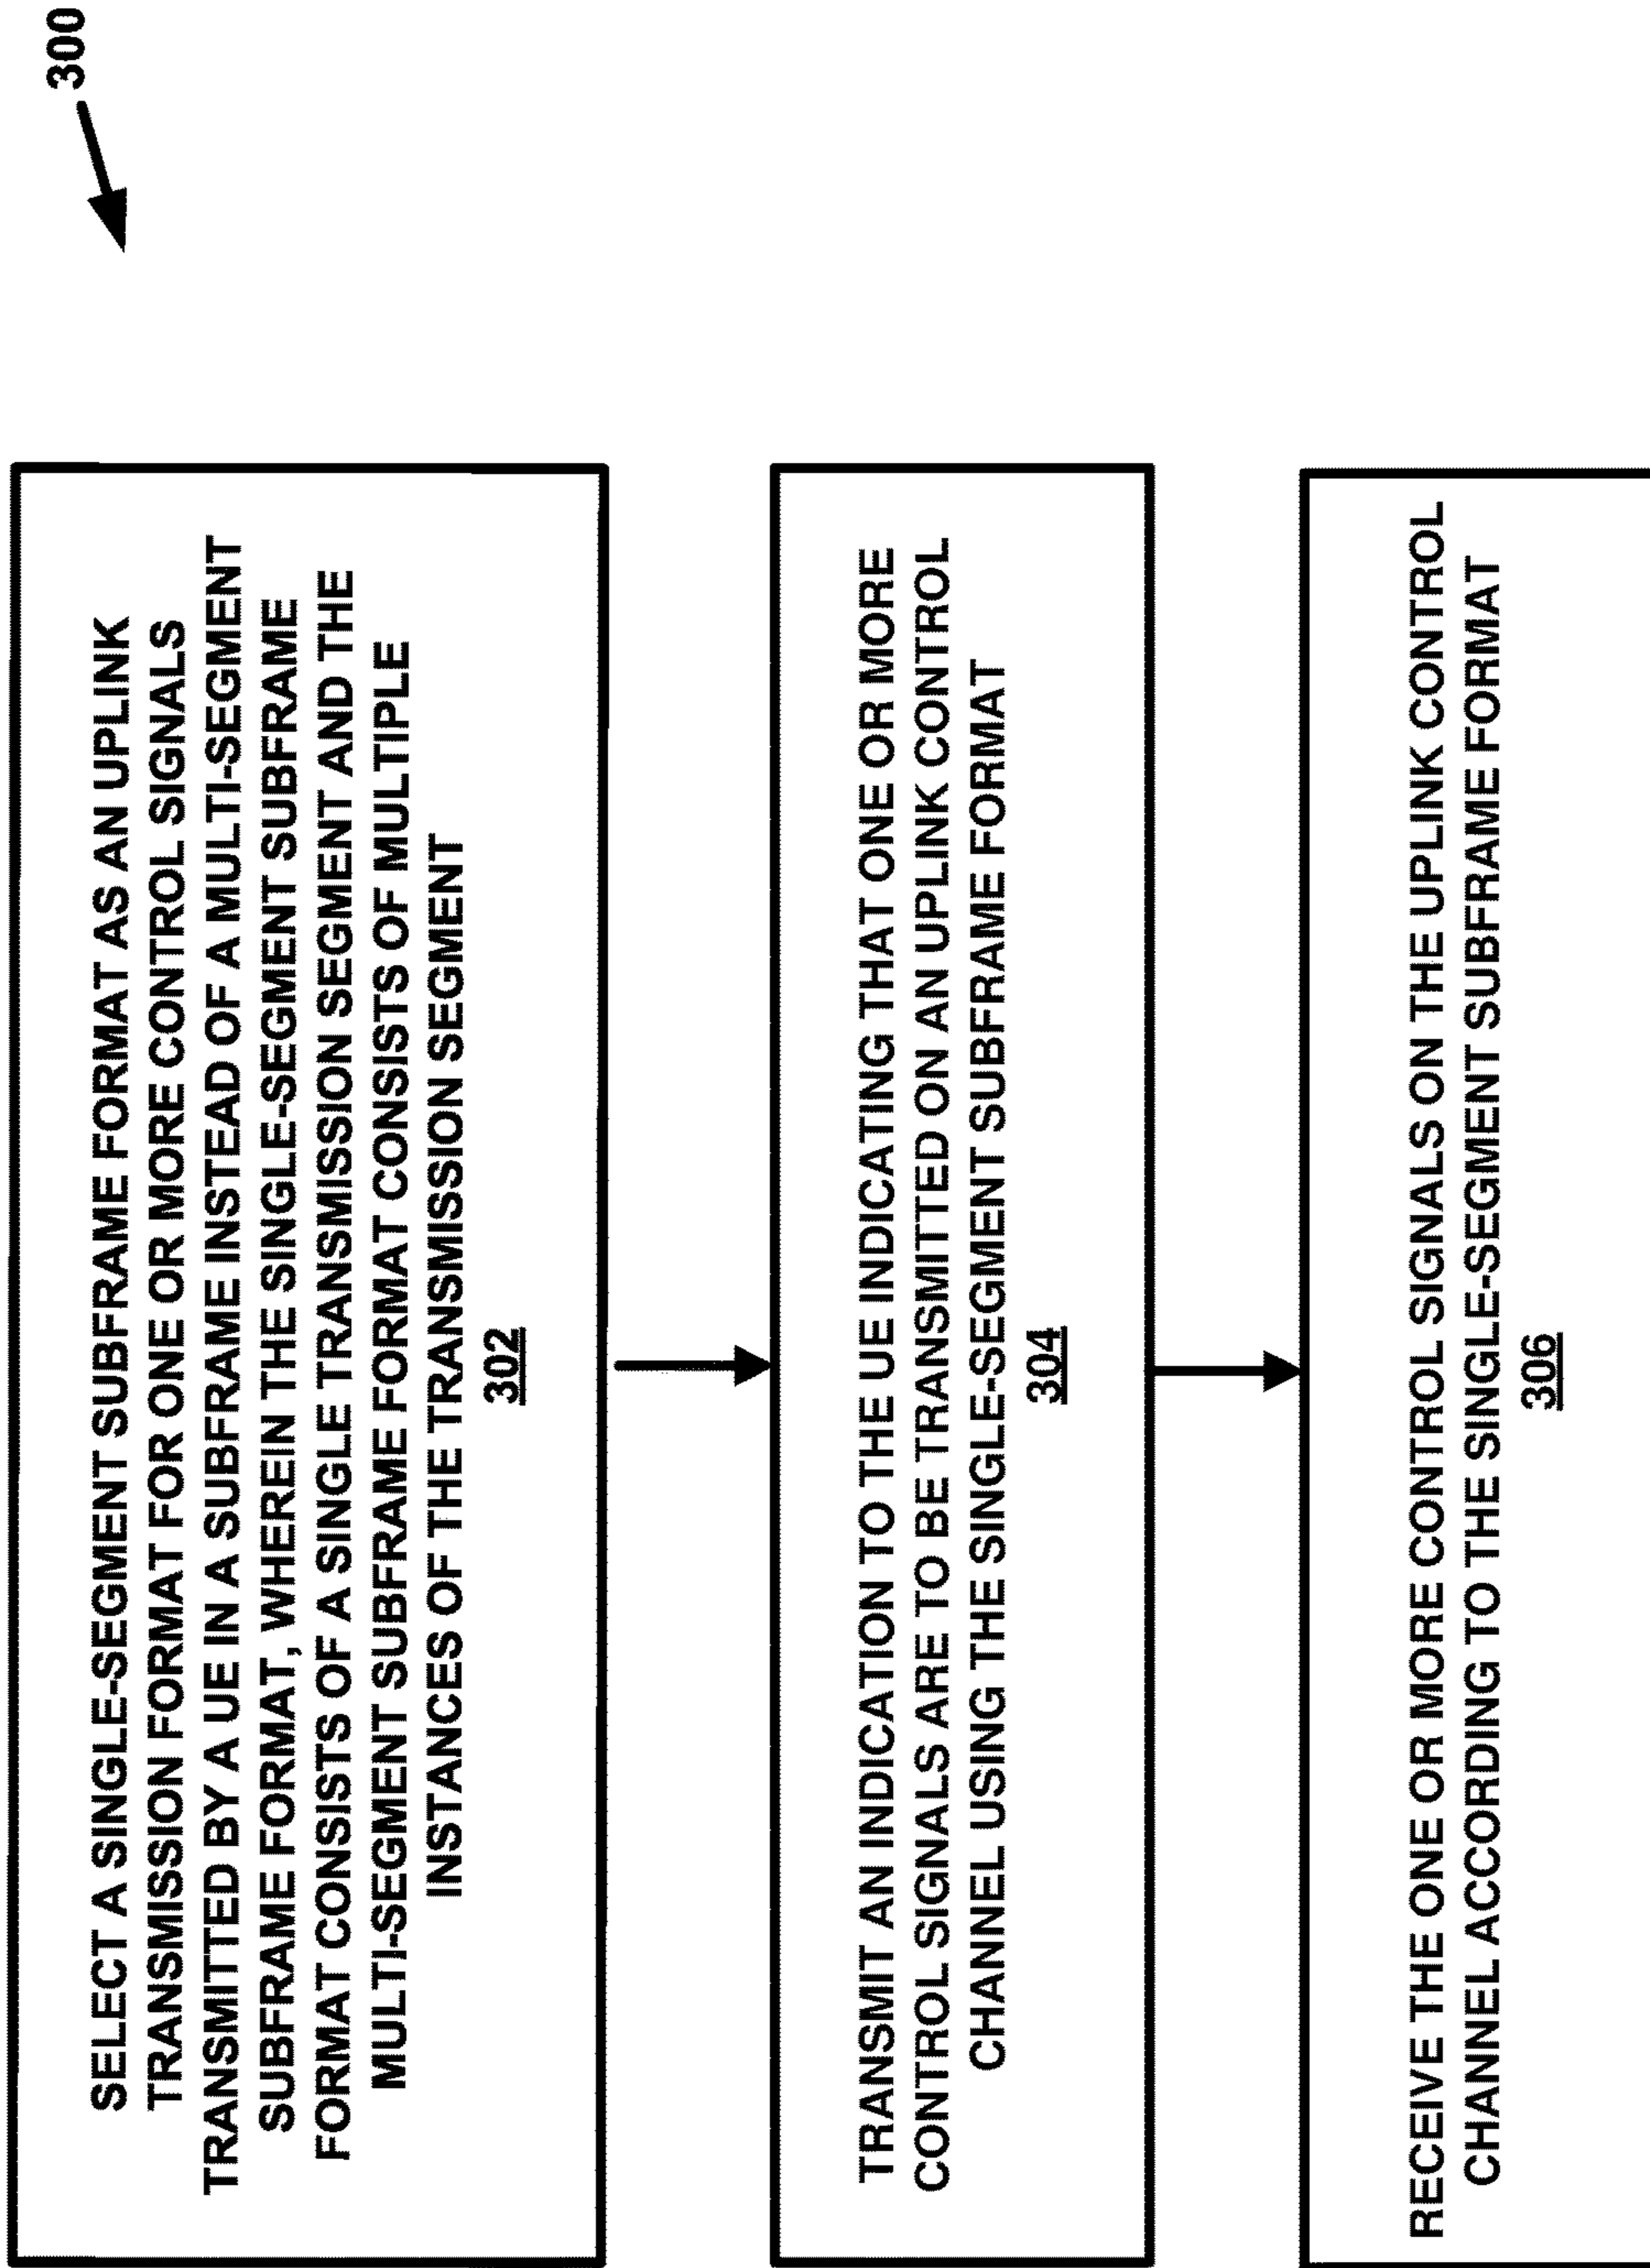 300
SELECT A SINGLE-SEGMENT SUBFRAME FORMAT AS AN UPLINK
TRANSMISSION FORMAT FOR ONE OR MORE CONTROL SIGNALS
TRANSMITTED BY A UE IN A SUBFRAME INSTEAD OF A MULTI-SEGMENT
SUBFRAME FORMAT, WHEREIN THE SINGLE-SEGMENT SUBFRAME
FORMAT CONSISTS OF A SINGLE TRANSMISSION SEGMENT AND THE
MULTI-SEGMENT SUBFRAME FORMAT CONSISTS OF MULTIPLE
INSTANCES OF THE TRANSMISSION SEGMENT
302
TRANSMIT AN INDICATION TO THE UE INDICATING THAT ONE OR MORE
CONTROL SIGNALS ARE TO BE TRANSMITTED ON AN UPLINK CONTROL
CHANNEL USING THE SINGLE-SEGMENT SUBFRAME FORMAT
304
RECEIVE THE ONE OR MORE CONTROL SIGNALS ON THE UPLINK CONTROL
CHANNEL ACCORDING TO THE SINGLE-SEGMENT SUBFRAME FORMAT
306